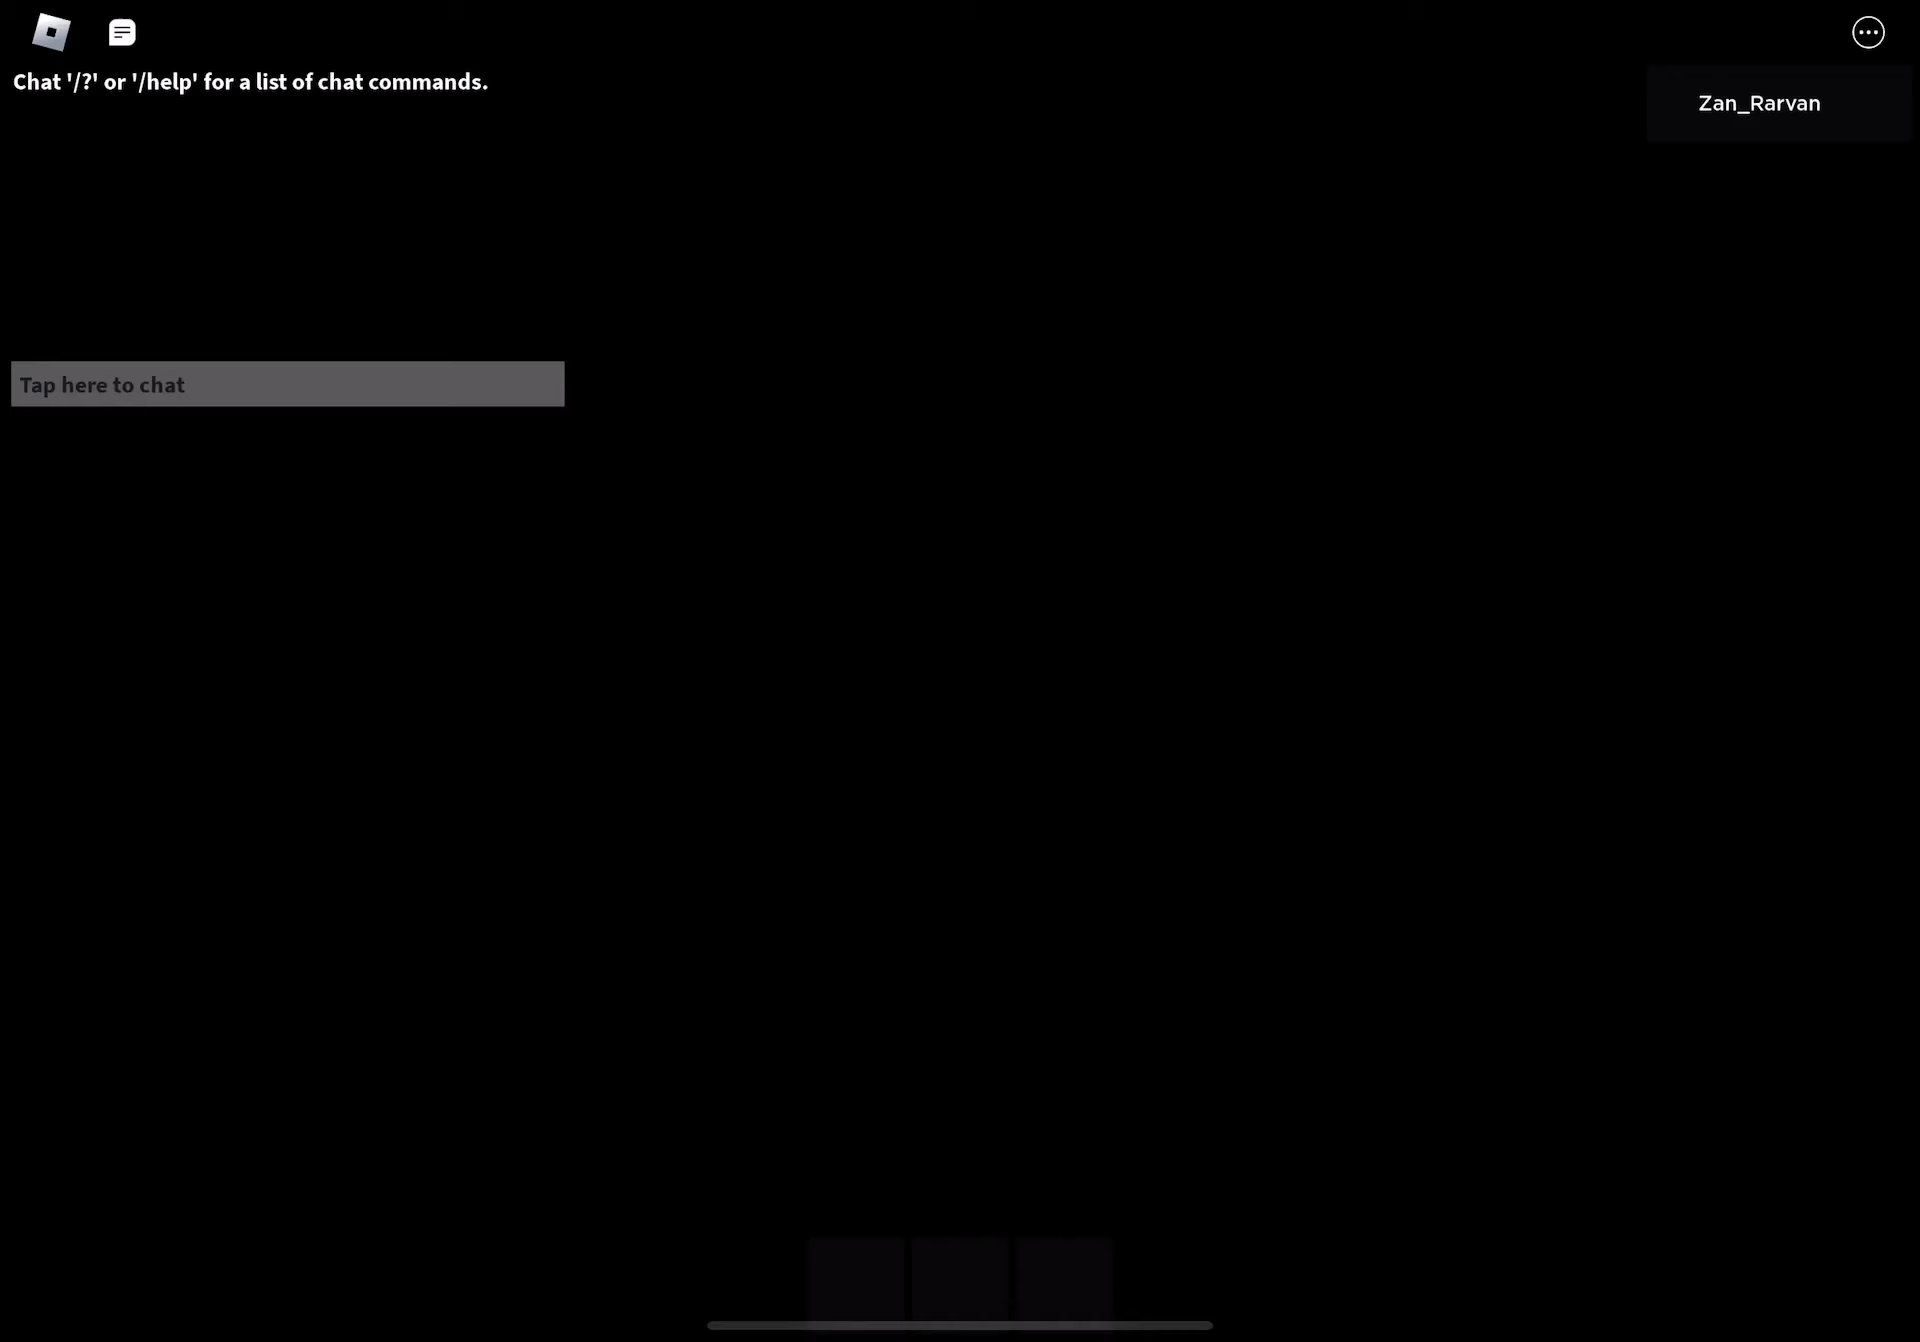 Chat '/?' or '/help' for a list of chat commands.
Zan_Rarvan
Tap here to chat